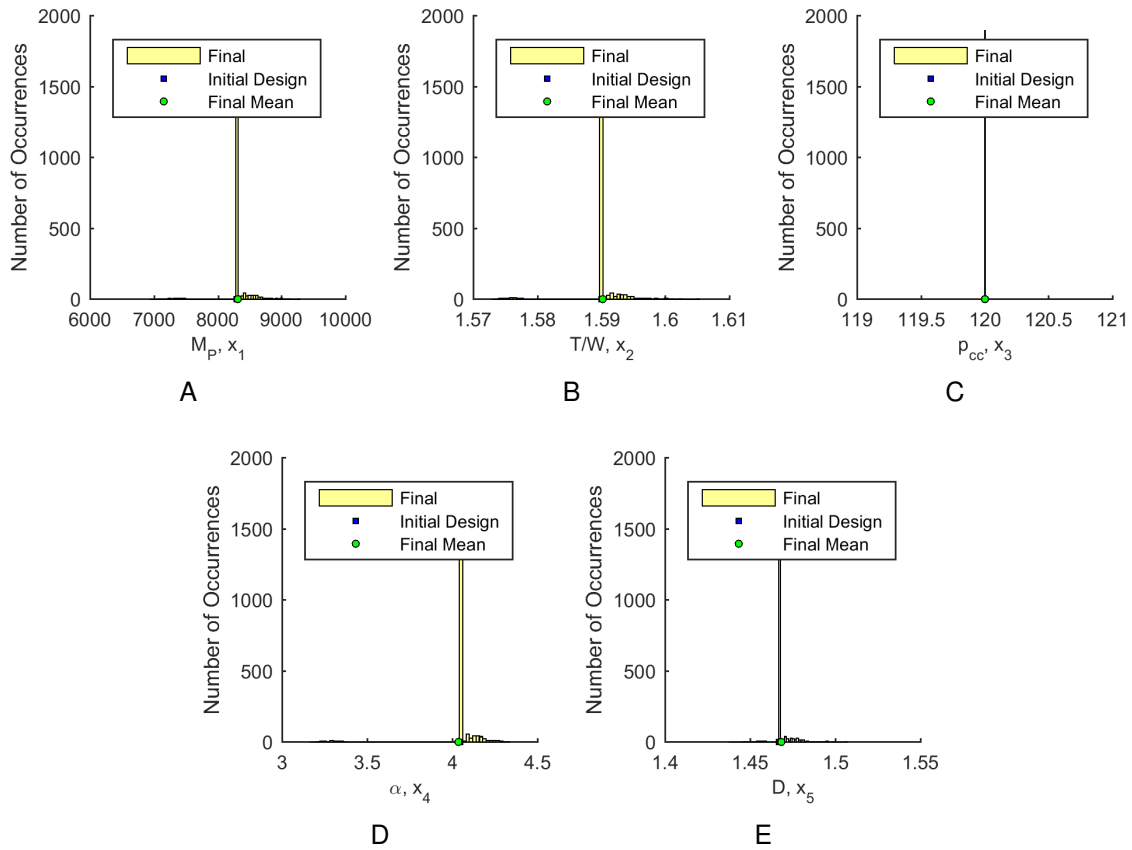 2000
1500
1000
500
0
Number of Occurrences
Final
Initial Design
Final Mean
6000 7000 8000 9000 10000
M_P, x_1
A
2000
1500
1000
500
0
Number of Occurrences
Final
Initial Design
Final Mean
1.57 1.58 1.59 1.6 1.61
T/W, x_2
B
2000
1500
1000
500
0
Number of Occurrences
Final
Initial Design
Final Mean
119 119.5 120 120.5 121
p_cc, x_3
C
2000
1500
1000
500
0
Number of Occurrences
Final
Initial Design
Final Mean
3 3.5 4 4.5
α, x_4
D
2000
1500
1000
500
0
Number of Occurrences
Final
Initial Design
Final Mean
1.4 1.45 1.5 1.55
D, x_5
E